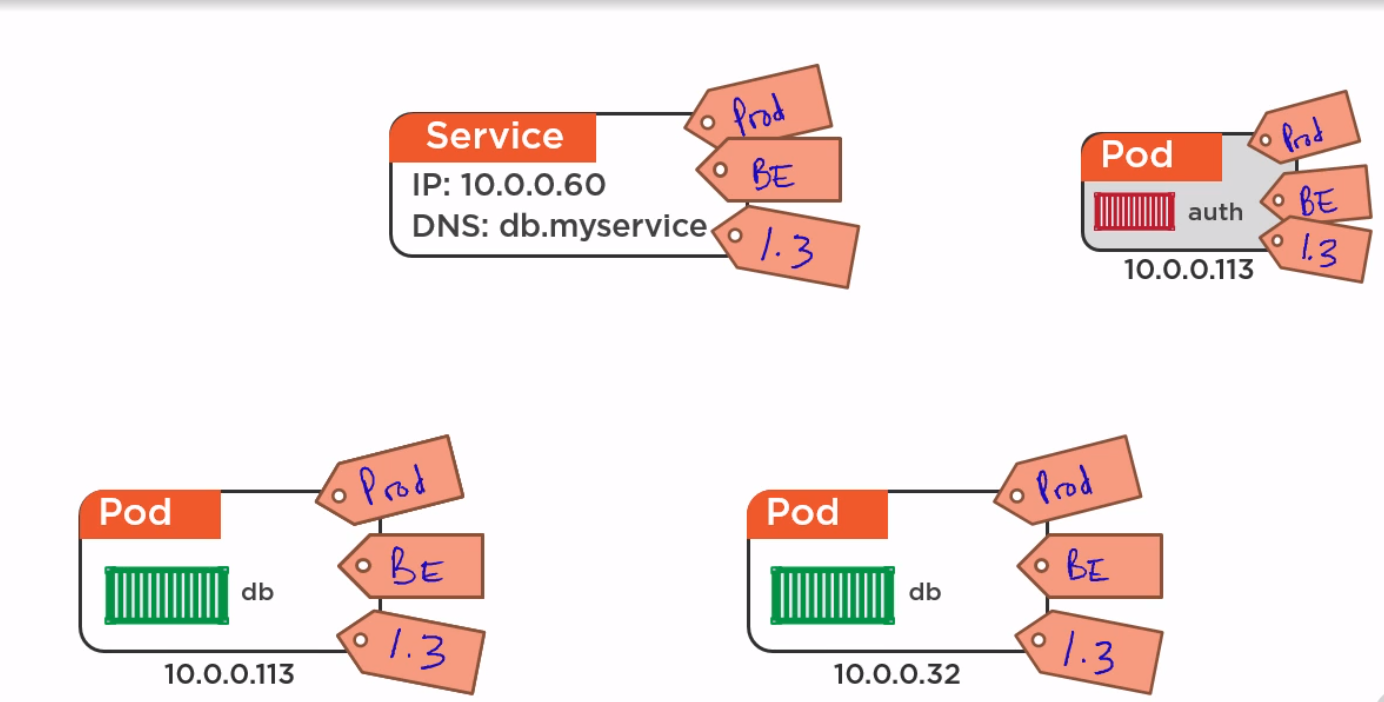 Service
IP: 10.0.0.60
DNS: db.myservice
Prod
BE
1.3
Pod
auth
Prod
BE
1.3
10.0.0.113
Pod
db
Prod
BE
1.3
10.0.0.113
Pod
db
Prod
BE
1.3
10.0.0.32